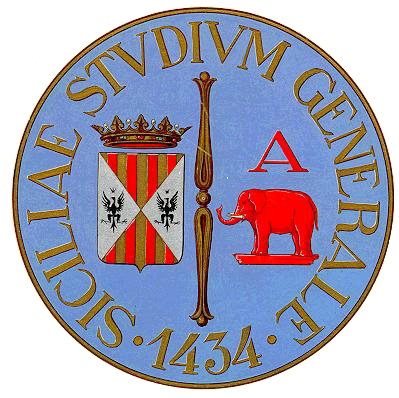 SICILIAE STVDIVM GENERALE
A
· 1434 ·